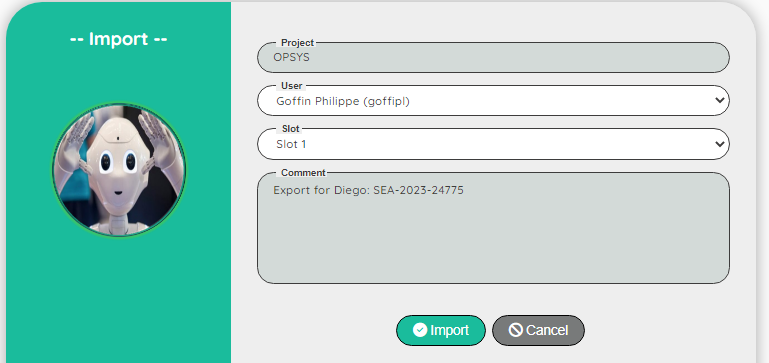 -- Import --
Project
OPSYS
User
Goffin Philippe (goffipl)
Slot
Slot 1
Comment
Export for Diego: SEA-2023-24775
Import
Cancel